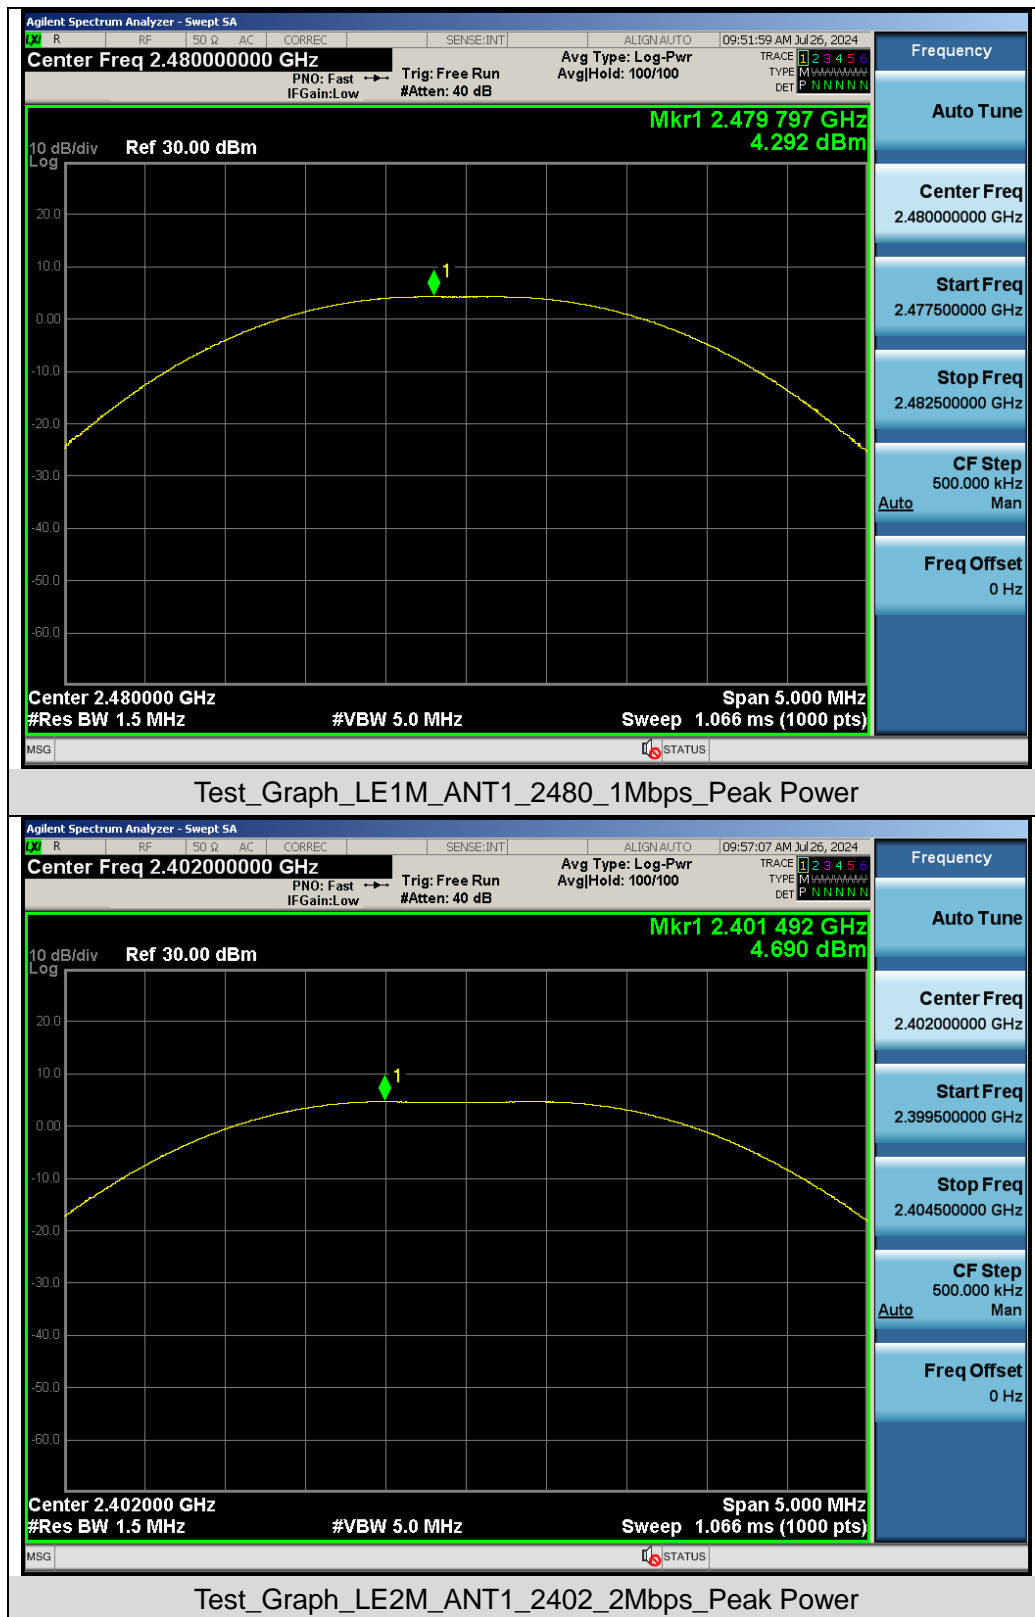 Agilent Spectrum Analyzer - Swept SA
LXI R RF 50 Ω AC CORREC SENSE:INT ALIGN AUTO 09:51:59 AM Jul 26, 2024
Center Freq 2.480000000 GHz
PNO: Fast
IFGain:Low
Trig: Free Run
#Atten: 40 dB
Avg Type: Log-Pwr
Avg|Hold: 100/100
TRACE 1 2 3 4 5 6
TYPE M WWWWW
DET P N N N N N
Frequency
Mkr1 2.479 797 GHz
4.292 dBm
10 dB/div Ref 30.00 dBm
Log
20.0
10.0
0.00
-10.0
-20.0
-30.0
-40.0
-50.0
-60.0
1
Center 2.480000 GHz Span 5.000 MHz
#Res BW 1.5 MHz #VBW 5.0 MHz Sweep 1.066 ms (1000 pts)
MSG STATUS
Auto Tune
Center Freq
2.480000000 GHz
Start Freq
2.477500000 GHz
Stop Freq
2.482500000 GHz
CF Step
500.000 kHz
Auto Man
Freq Offset
0 Hz
Test_Graph_LE1M_ANT1_2480_1Mbps_Peak Power
Agilent Spectrum Analyzer - Swept SA
LXI R RF 50 Ω AC CORREC SENSE:INT ALIGN AUTO 09:57:07 AM Jul 26, 2024
Center Freq 2.402000000 GHz
PNO: Fast
IFGain:Low
Trig: Free Run
#Atten: 40 dB
Avg Type: Log-Pwr
Avg|Hold: 100/100
TRACE 1 2 3 4 5 6
TYPE M WWWWW
DET P N N N N N
Frequency
Mkr1 2.401 492 GHz
4.690 dBm
10 dB/div Ref 30.00 dBm
Log
20.0
10.0
0.00
-10.0
-20.0
-30.0
-40.0
-50.0
-60.0
1
Center 2.402000 GHz Span 5.000 MHz
#Res BW 1.5 MHz #VBW 5.0 MHz Sweep 1.066 ms (1000 pts)
MSG STATUS
Auto Tune
Center Freq
2.402000000 GHz
Start Freq
2.399500000 GHz
Stop Freq
2.404500000 GHz
CF Step
500.000 kHz
Auto Man
Freq Offset
0 Hz
Test_Graph_LE2M_ANT1_2402_2Mbps_Peak Power